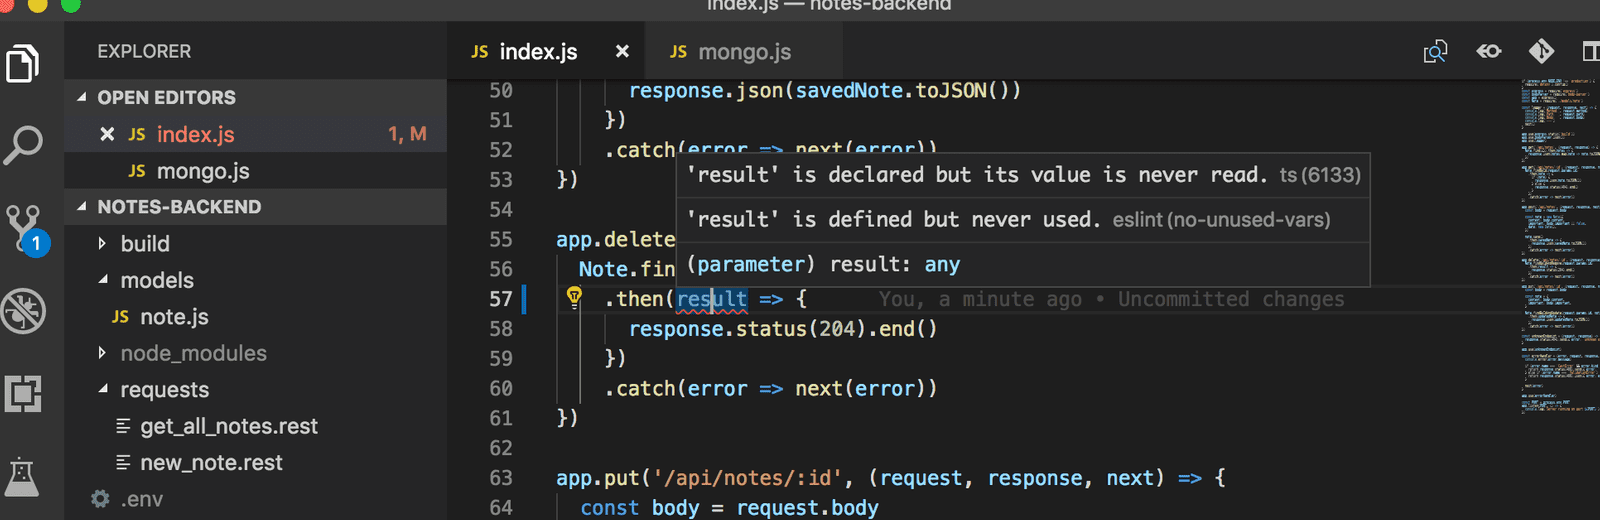 index.js — notes-backend
EXPLORER
OPEN EDITORS
JS index.js 1, M
JS mongo.js
NOTES-BACKEND
build
models
JS note.js
node_modules
requests
get_all_notes.rest
new_note.rest
.env
1
JS index.js
JS mongo.js
50 response.json(savedNote.toJSON())
51 })
52 .catch(error => next(error))
53 })
54
55 app.delete
56 Note.fin
57 .then(result => { You, a minute ago • Uncommitted changes
58 response.status(204).end()
59 })
60 .catch(error => next(error))
61 })
62
63 app.put('/api/notes/:id', (request, response, next) => {
64 const body = request.body
'result' is declared but its value is never read. ts(6133)
'result' is defined but never used. eslint(no-unused-vars)
(parameter) result: any